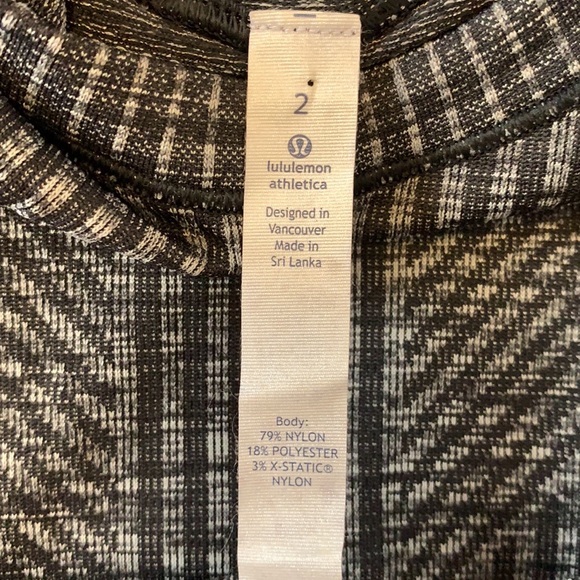 2
lululemon
athletica
Designed in
Vancouver
Made in
Sri Lanka
Body:
79% NYLON
18% POLYESTER
3% X-STATIC®
NYLON